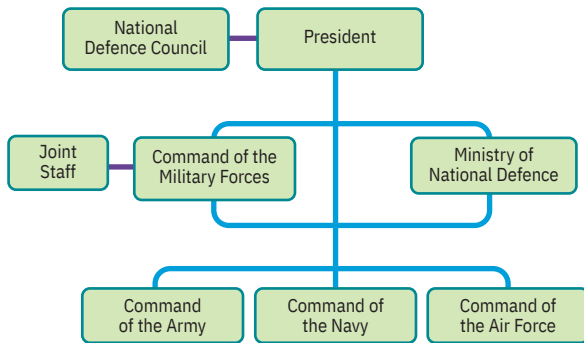 National
Defence Council
President
Joint
Staff
Command of the
Military Forces
Ministry of
National Defence
Command
of the Army
Command of
the Navy
Command of
the Air Force